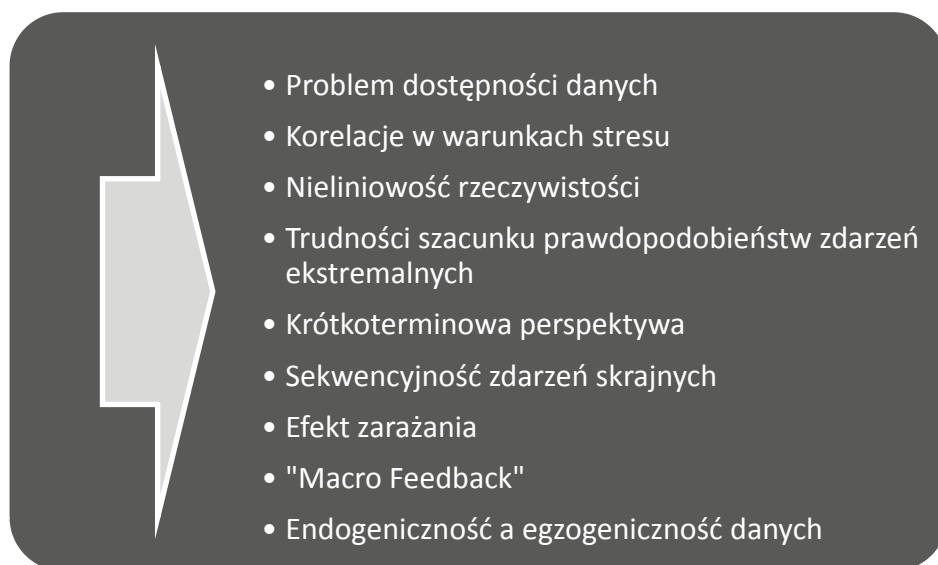 • Problem dostępności danych
• Korelacje w warunkach stresu
• Nieliniowość rzeczywistości
• Trudności szacunku prawdopodobieństw zdarzeń
ekstremalnych
• Krótkoterminowa perspektywa
• Sekwencyjność zdarzeń skrajnych
• Efekt zarażania
• "Macro Feedback"
• Endogeniczność a egzogeniczność danych